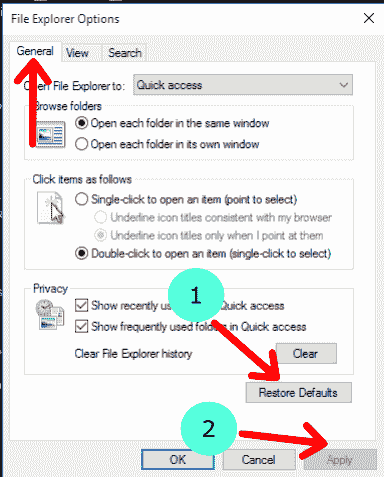 File Explorer Options
General View Search
Open File Explorer to: Quick access
Browse folders
Open each folder in the same window
Open each folder in its own window
Click items as follows
Single-click to open an item (point to select)
Underline icon titles consistent with my browser
Underline icon titles only when I point at them
Double-click to open an item (single-click to select)
Privacy
1
Show recently Quick access
Show frequently used folders in Quick access
Clear File Explorer history Clear
Restore Defaults
2
OK Cancel Apply